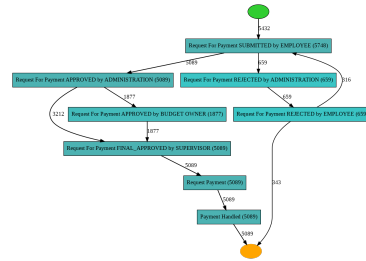 5432
Request For Payment SUBMITTED by EMPLOYEE (5748)
5089
659
316
Request For Payment APPROVED by ADMINISTRATION (5089)
Request For Payment REJECTED by ADMINISTRATION (659)
1877
659
3212
Request For Payment APPROVED by BUDGET OWNER (1877)
Request For Payment REJECTED by EMPLOYEE (659
1877
Request For Payment FINAL_APPROVED by SUPERVISOR (5089)
5089
Request Payment (5089)
343
5089
Payment Handled (5089)
5089